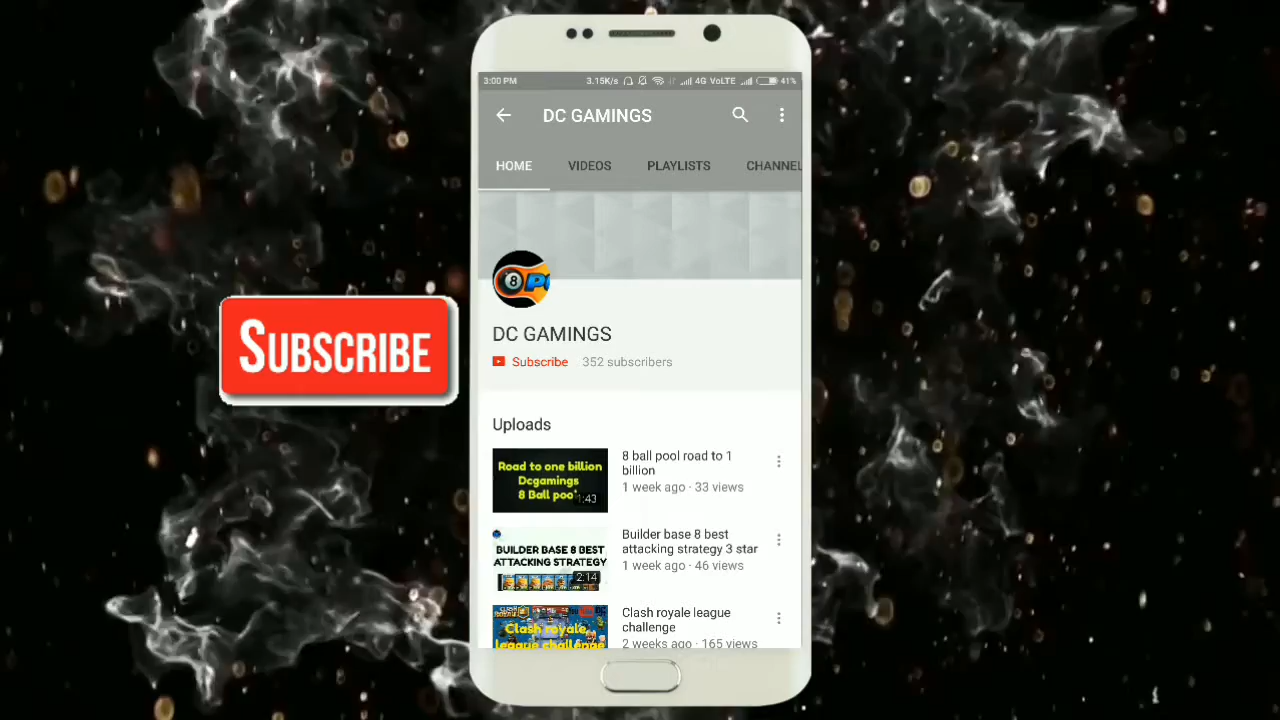 3:00 PM 3.15K/s 4G VoLTE 41%
DC GAMINGS
HOME VIDEOS PLAYLISTS CHANNEL
8
DC GAMINGS
Subscribe 352 subscribers
SUBSCRIBE
Uploads
Road to one billion
Dcgamings
8 Ball pool
1:43
8 ball pool road to 1
billion
1 week ago · 33 views
BUILDER BASE 8 BEST
ATTACKING STRATEGY
2:14
Builder base 8 best
attacking strategy 3 star
1 week ago · 46 views
Clash royale
league challenge
Clash royale league
challenge
2 weeks ago · 165 views